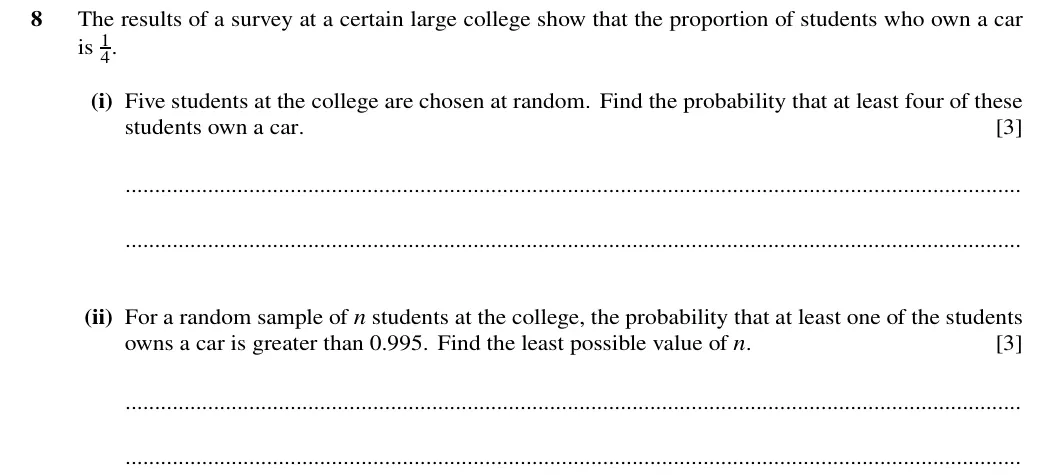 8 The results of a survey at a certain large college show that the proportion of students who own a car
is 1/4.
(i) Five students at the college are chosen at random. Find the probability that at least four of these
students own a car. [3]
..........................................................................................................................................................
..........................................................................................................................................................
(ii) For a random sample of n students at the college, the probability that at least one of the students
owns a car is greater than 0.995. Find the least possible value of n. [3]
..........................................................................................................................................................
..........................................................................................................................................................